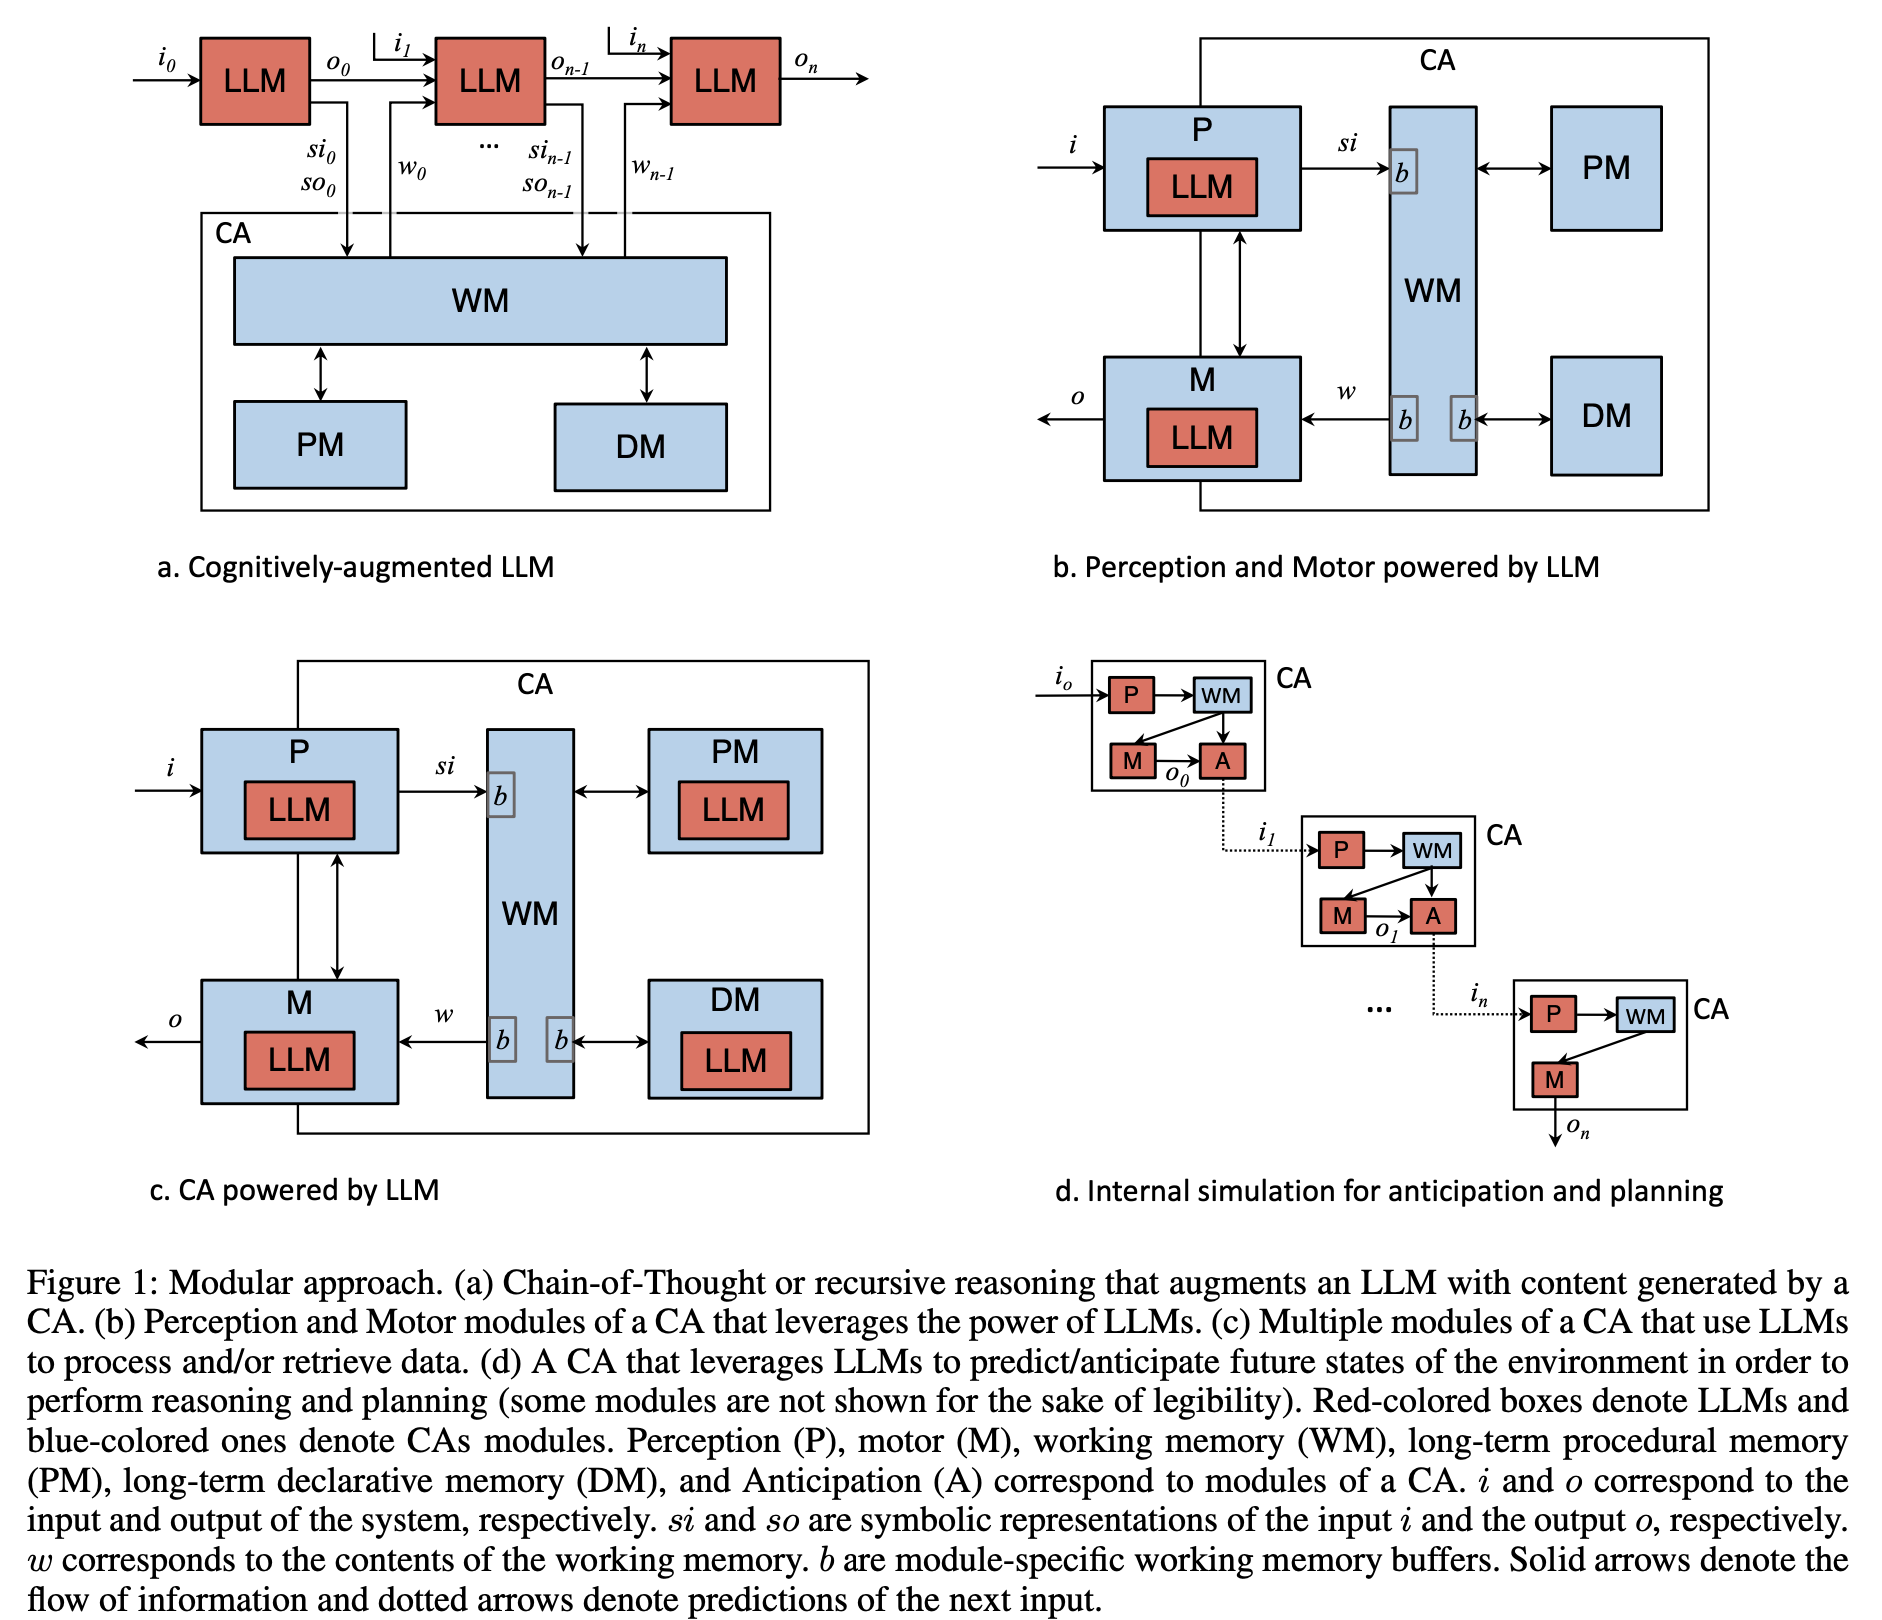 i0
LLM
o0
i1
LLM
on-1
in
LLM
on
si0
so0
w0
...
sin-1
son-1
wn-1
CA
WM
PM
DM
a. Cognitively-augmented LLM
CA
i
P
LLM
si
b
PM
WM
M
LLM
o
w
b
b
DM
b. Perception and Motor powered by LLM
CA
i
P
LLM
si
b
PM
LLM
WM
M
LLM
o
w
b
b
DM
LLM
c. CA powered by LLM
io
P
WM
CA
M
o0
A
i1
P
WM
CA
M
o1
A
...
in
P
WM
CA
M
on
d. Internal simulation for anticipation and planning
Figure 1: Modular approach. (a) Chain-of-Thought or recursive reasoning that augments an LLM with content generated by a
CA. (b) Perception and Motor modules of a CA that leverages the power of LLMs. (c) Multiple modules of a CA that use LLMs
to process and/or retrieve data. (d) A CA that leverages LLMs to predict/anticipate future states of the environment in order to
perform reasoning and planning (some modules are not shown for the sake of legibility). Red-colored boxes denote LLMs and
blue-colored ones denote CAs modules. Perception (P), motor (M), working memory (WM), long-term procedural memory
(PM), long-term declarative memory (DM), and Anticipation (A) correspond to modules of a CA. i and o correspond to the
input and output of the system, respectively. si and so are symbolic representations of the input i and the output o, respectively.
w corresponds to the contents of the working memory. b are module-specific working memory buffers. Solid arrows denote the
flow of information and dotted arrows denote predictions of the next input.